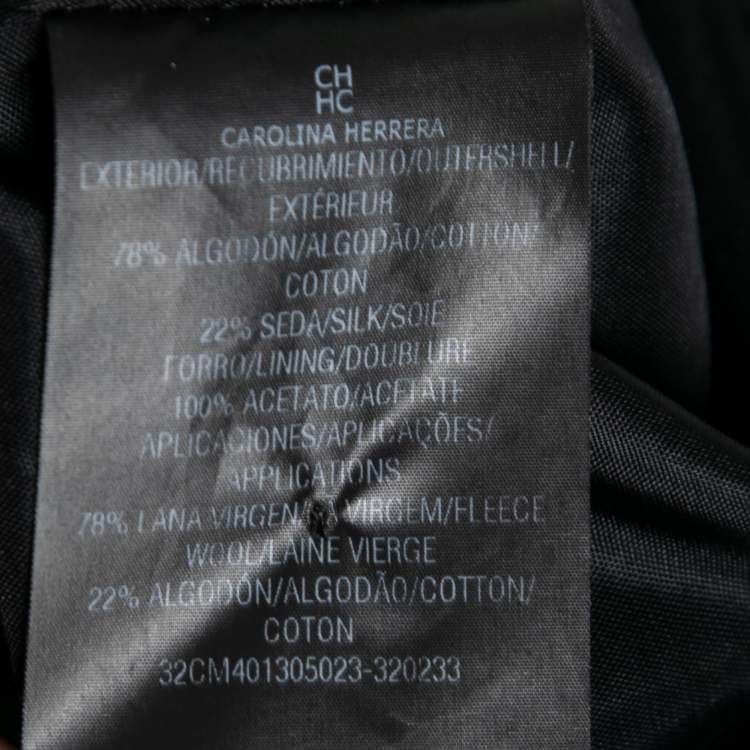 CH
HC
CAROLINA HERRERA
EXTERIOR/RECUBRIMIENTO/OUTERSHELL/
EXTÉRIEUR
78% ALGODÓN/ALGODÃO/COTTON/
COTON
22% SEDA/SILK/SOIE
FORRO/LINING/DOUBLURE
100% ACETATO/ACETATE
APLICACIONES/APLICAÇÕES/
APPLICATIONS
78% LANA VIRGEN/ VIRGEM/FLEECE
WOOL/LAINE VIERGE
22% ALGODÓN/ALGODÃO/COTTON/
COTON
32CM401305023-320233